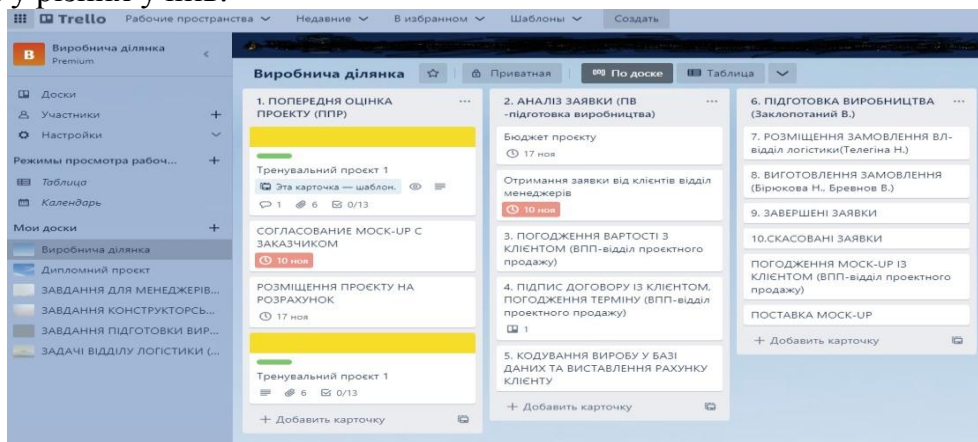 у різних учнів.
Trello
Рабочие пространства
Недавние
В избранном
Шаблоны
Создать
В
Виробнича ділянка
Premium
Доски
Участники
Настройки
Режимы просмотра рабоч...
Таблица
Календарь
Мои доски
Виробнича ділянка
Дипломний проєкт
ЗАВДАННЯ ДЛЯ МЕНЕДЖЕРІВ...
ЗАВДАННЯ КОНСТРУКТОРСЬ...
ЗАВДАННЯ ПІДГОТОВКИ ВИР...
ЗАДАЧІ ВІДДІЛУ ЛОГІСТИКИ (...
Виробнича ділянка
Приватная
По доске
Таблица
1. ПОПЕРЕДНЯ ОЦІНКА
ПРОЕКТУ (ППР)
Тренувальний проєкт 1
Эта карточка — шаблон.
1
6
0/13
СОГЛАСОВАНИЕ MOCK-UP С
ЗАКАЗЧИКОМ
10 ноя
РОЗМІЩЕННЯ ПРОЄКТУ НА
РОЗРАХУНОК
17 ноя
Тренувальний проєкт 1
6
0/13
+ Добавить карточку
2. АНАЛІЗ ЗАЯВКИ (ПВ
-підготовка виробництва)
Бюджет проєкту
17 ноя
Отримання заявки від клієнтів відділ
менеджерів
10 ноя
3. ПОГОДЖЕННЯ ВАРТОСТІ З
КЛІЄНТОМ (ВПП-відділ проєктного
продажу)
4. ПІДПИС ДОГОВОРУ ІЗ КЛІЄНТОМ,
ПОГОДЖЕННЯ ТЕРМІНУ (ВПП-відділ
проектного продажу)
1
5. КОДУВАННЯ ВИРОБУ У БАЗІ
ДАНИХ ТА ВИСТАВЛЕННЯ РАХУНКУ
КЛІЄНТУ
+ Добавить карточку
6. ПІДГОТОВКА ВИРОБНИЦТВА
(Заклопотаний В.)
7. РОЗМІЩЕННЯ ЗАМОВЛЕННЯ ВЛ-
відділ логістики(Телегіна Н.)
8. ВИГОТОВЛЕННЯ ЗАМОВЛЕННЯ
(Бірюкова Н.. Бревнов В.)
9. ЗАВЕРШЕНІ ЗАЯВКИ
10.СКАСОВАНІ ЗАЯВКИ
ПОГОДЖЕННЯ MOCK-UP ІЗ
КЛІЄНТОМ (ВПП-відділ проектного
продажу)
ПОСТАВКА MOCK-UP
+ Добавить карточку